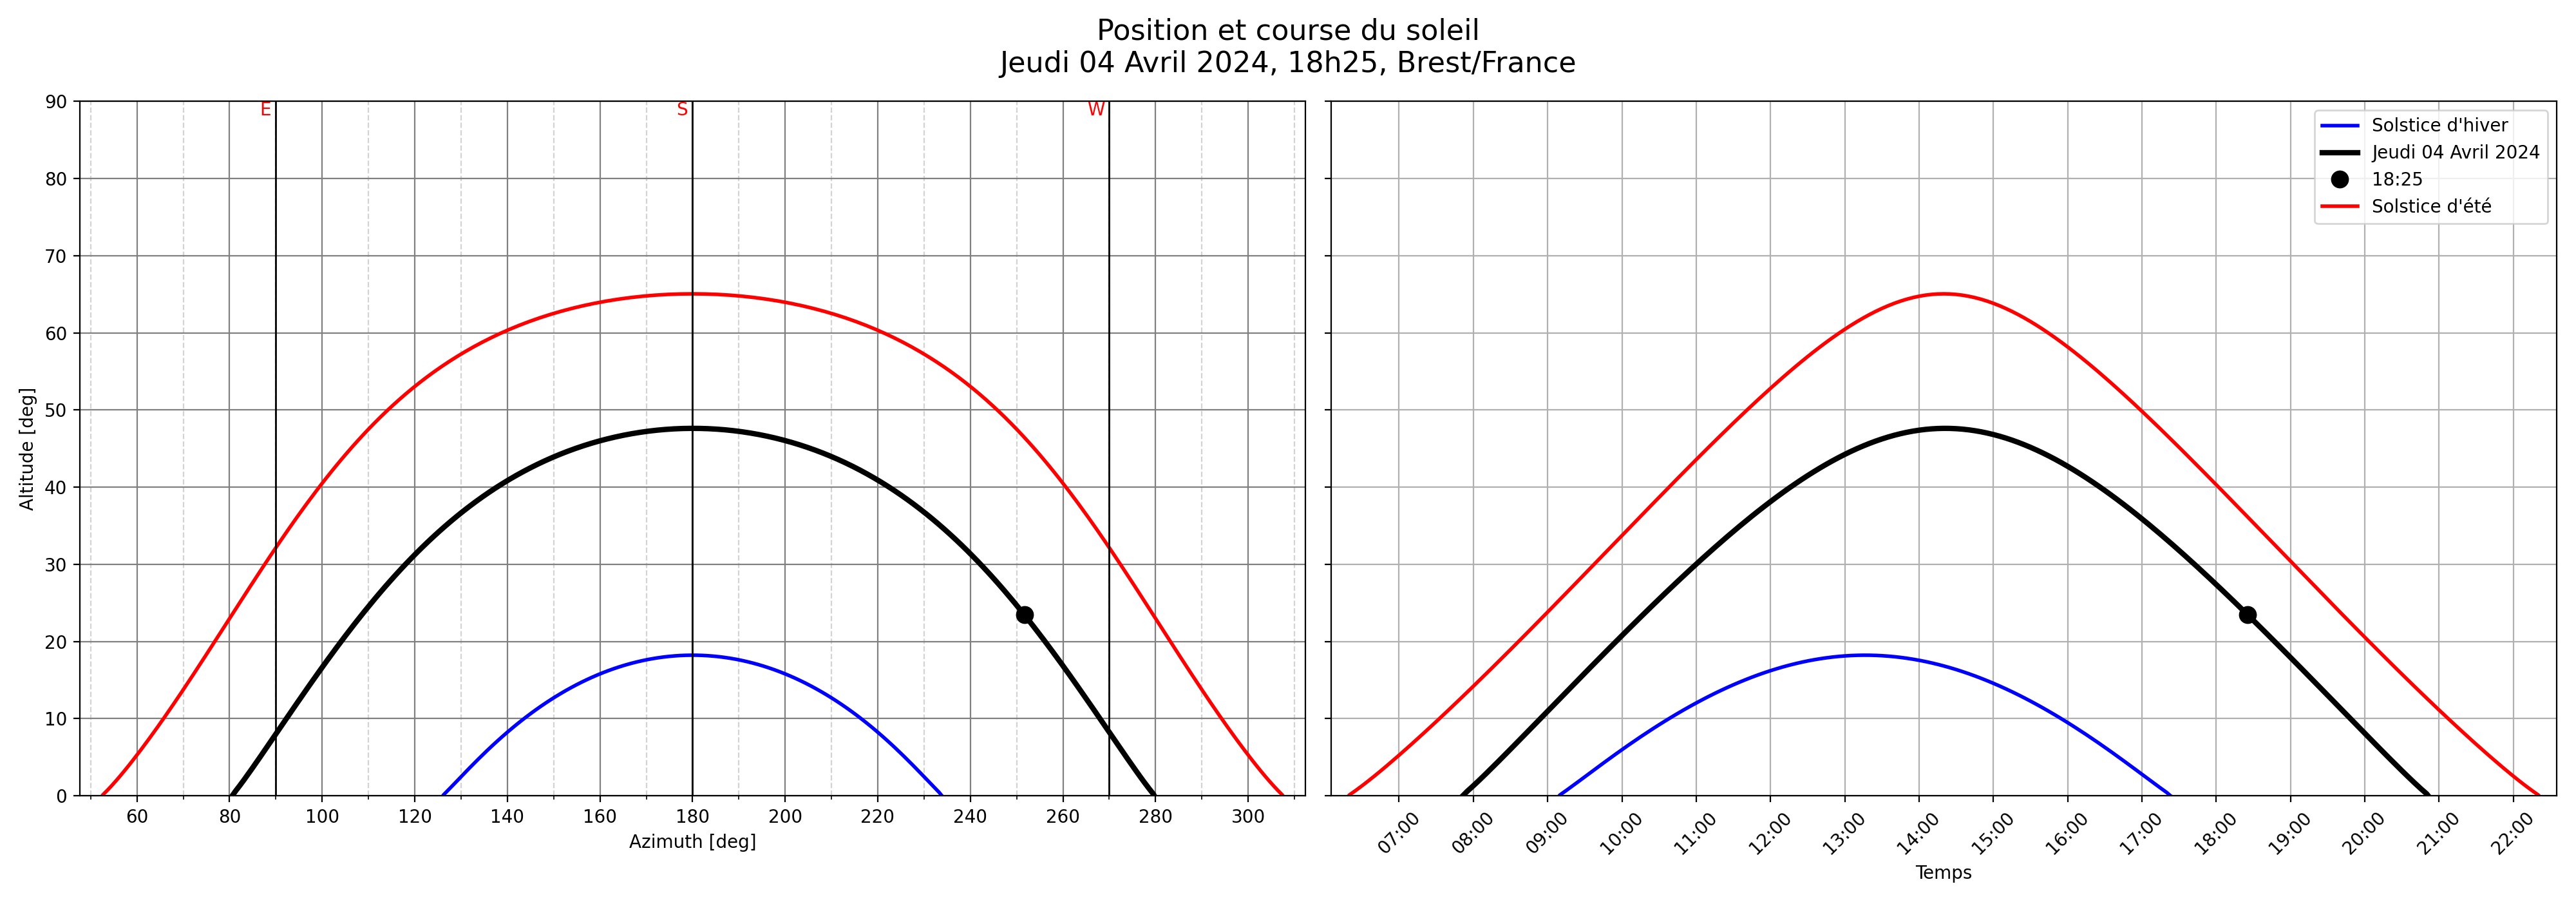 Position et course du soleil
Jeudi 04 Avril 2024, 18h25, Brest/France
E
S
W
90
80
70
60
50
40
30
20
10
0
Altitude [deg]
60 80 100 120 140 160 180 200 220 240 260 280 300
Azimuth [deg]
Solstice d'hiver
Jeudi 04 Avril 2024
18:25
Solstice d'été
07:00 08:00 09:00 10:00 11:00 12:00 13:00 14:00 15:00 16:00 17:00 18:00 19:00 20:00 21:00 22:00
Temps